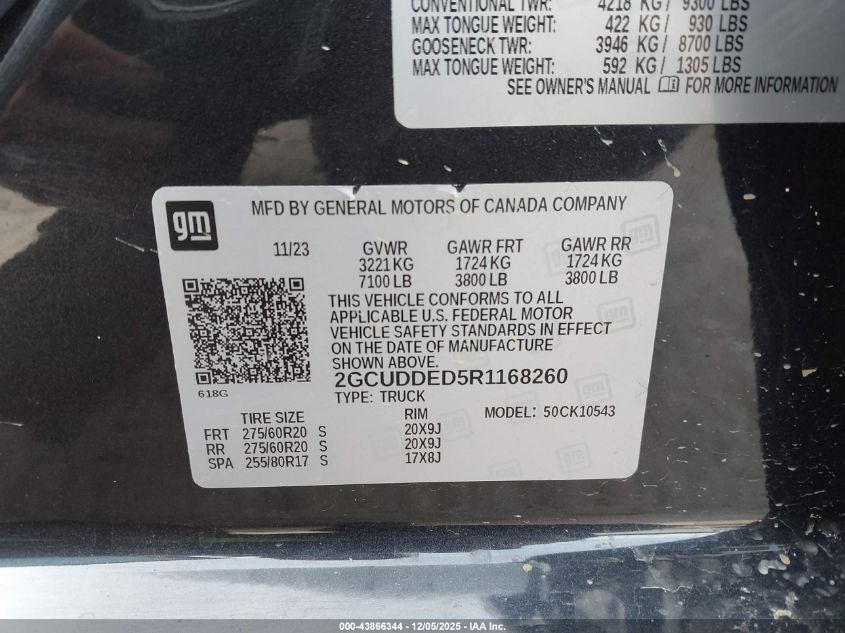 CONVENTIONAL TWR: 4218 KG / 9300 LBS
MAX TONGUE WEIGHT: 422 KG / 930 LBS
GOOSENECK TWR: 3946 KG / 8700 LBS
MAX TONGUE WEIGHT: 592 KG / 1305 LBS
SEE OWNER'S MANUAL FOR MORE INFORMATION
gm MFD BY GENERAL MOTORS OF CANADA COMPANY
11/23 GVWR GAWR FRT GAWR RR
3221 KG 1724 KG 1724 KG
7100 LB 3800 LB 3800 LB
THIS VEHICLE CONFORMS TO ALL
APPLICABLE U.S. FEDERAL MOTOR
VEHICLE SAFETY STANDARDS IN EFFECT
ON THE DATE OF MANUFACTURE
SHOWN ABOVE.
2GCUDDED5R1168260
618G TYPE: TRUCK MODEL: 50CK10543
TIRE SIZE RIM
FRT 275/60R20 S 20X9J
RR 275/60R20 S 20X9J
SPA 255/80R17 S 17X8J
000-43866344 - 12/05/2025 - IAA Inc.